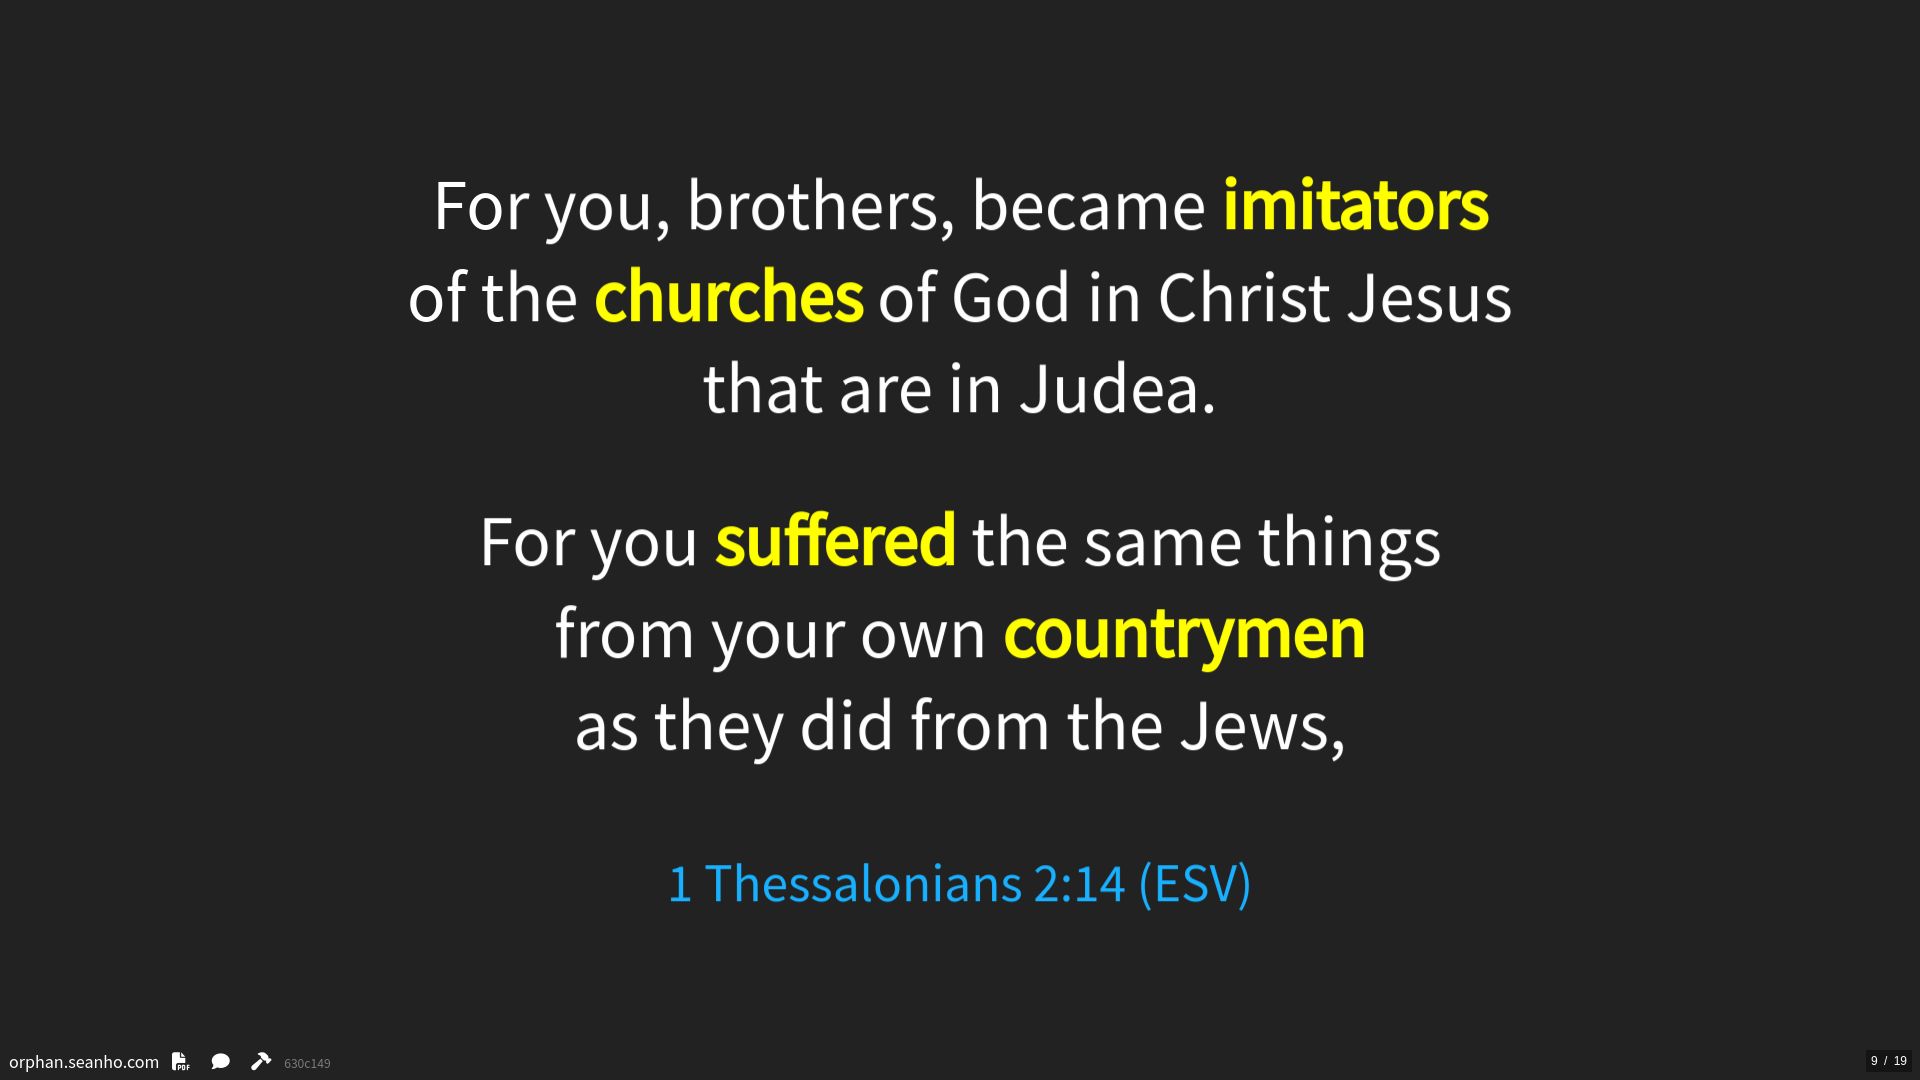 For you, brothers, became imitators
of the churches of God in Christ Jesus
that are in Judea.
For you suffered the same things
from your own countrymen
as they did from the Jews,
1 Thessalonians 2:14 (ESV)
orphan.seanho.com PDF 630c149
9 / 19